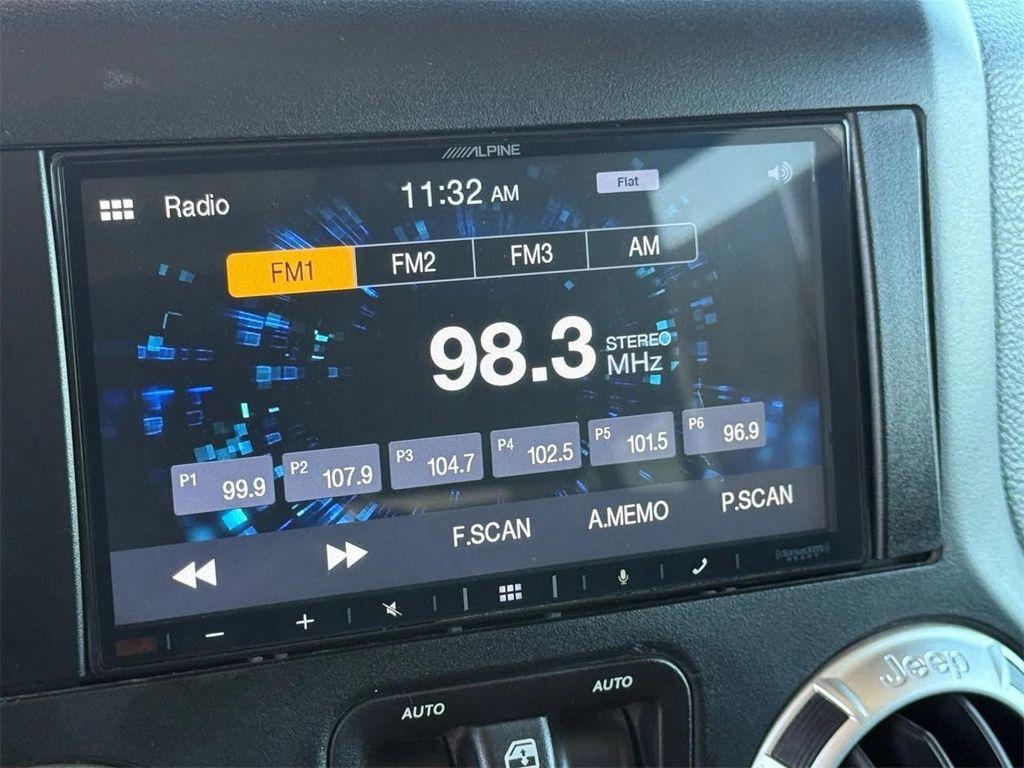 ALPINE
Radio
11:32 AM
Flat
FM1 FM2 FM3 AM
98.3 STEREO
MHz
P1 99.9 P2 107.9 P3 104.7 P4 102.5 P5 101.5 P6 96.9
F.SCAN A.MEMO P.SCAN
SiriusXM
READY
AUTO AUTO
Jeep